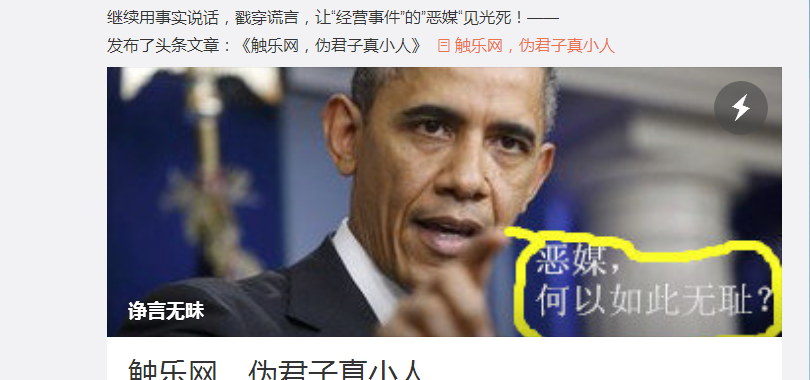 继续用事实说话，戳穿谎言，让“经营事件”的”恶媒“见光死！——
发布了头条文章：《触乐网，伪君子真小人》 触乐网，伪君子真小人
恶媒，
何以如此无耻？
诤言无昧
触乐网，伪君子真小人